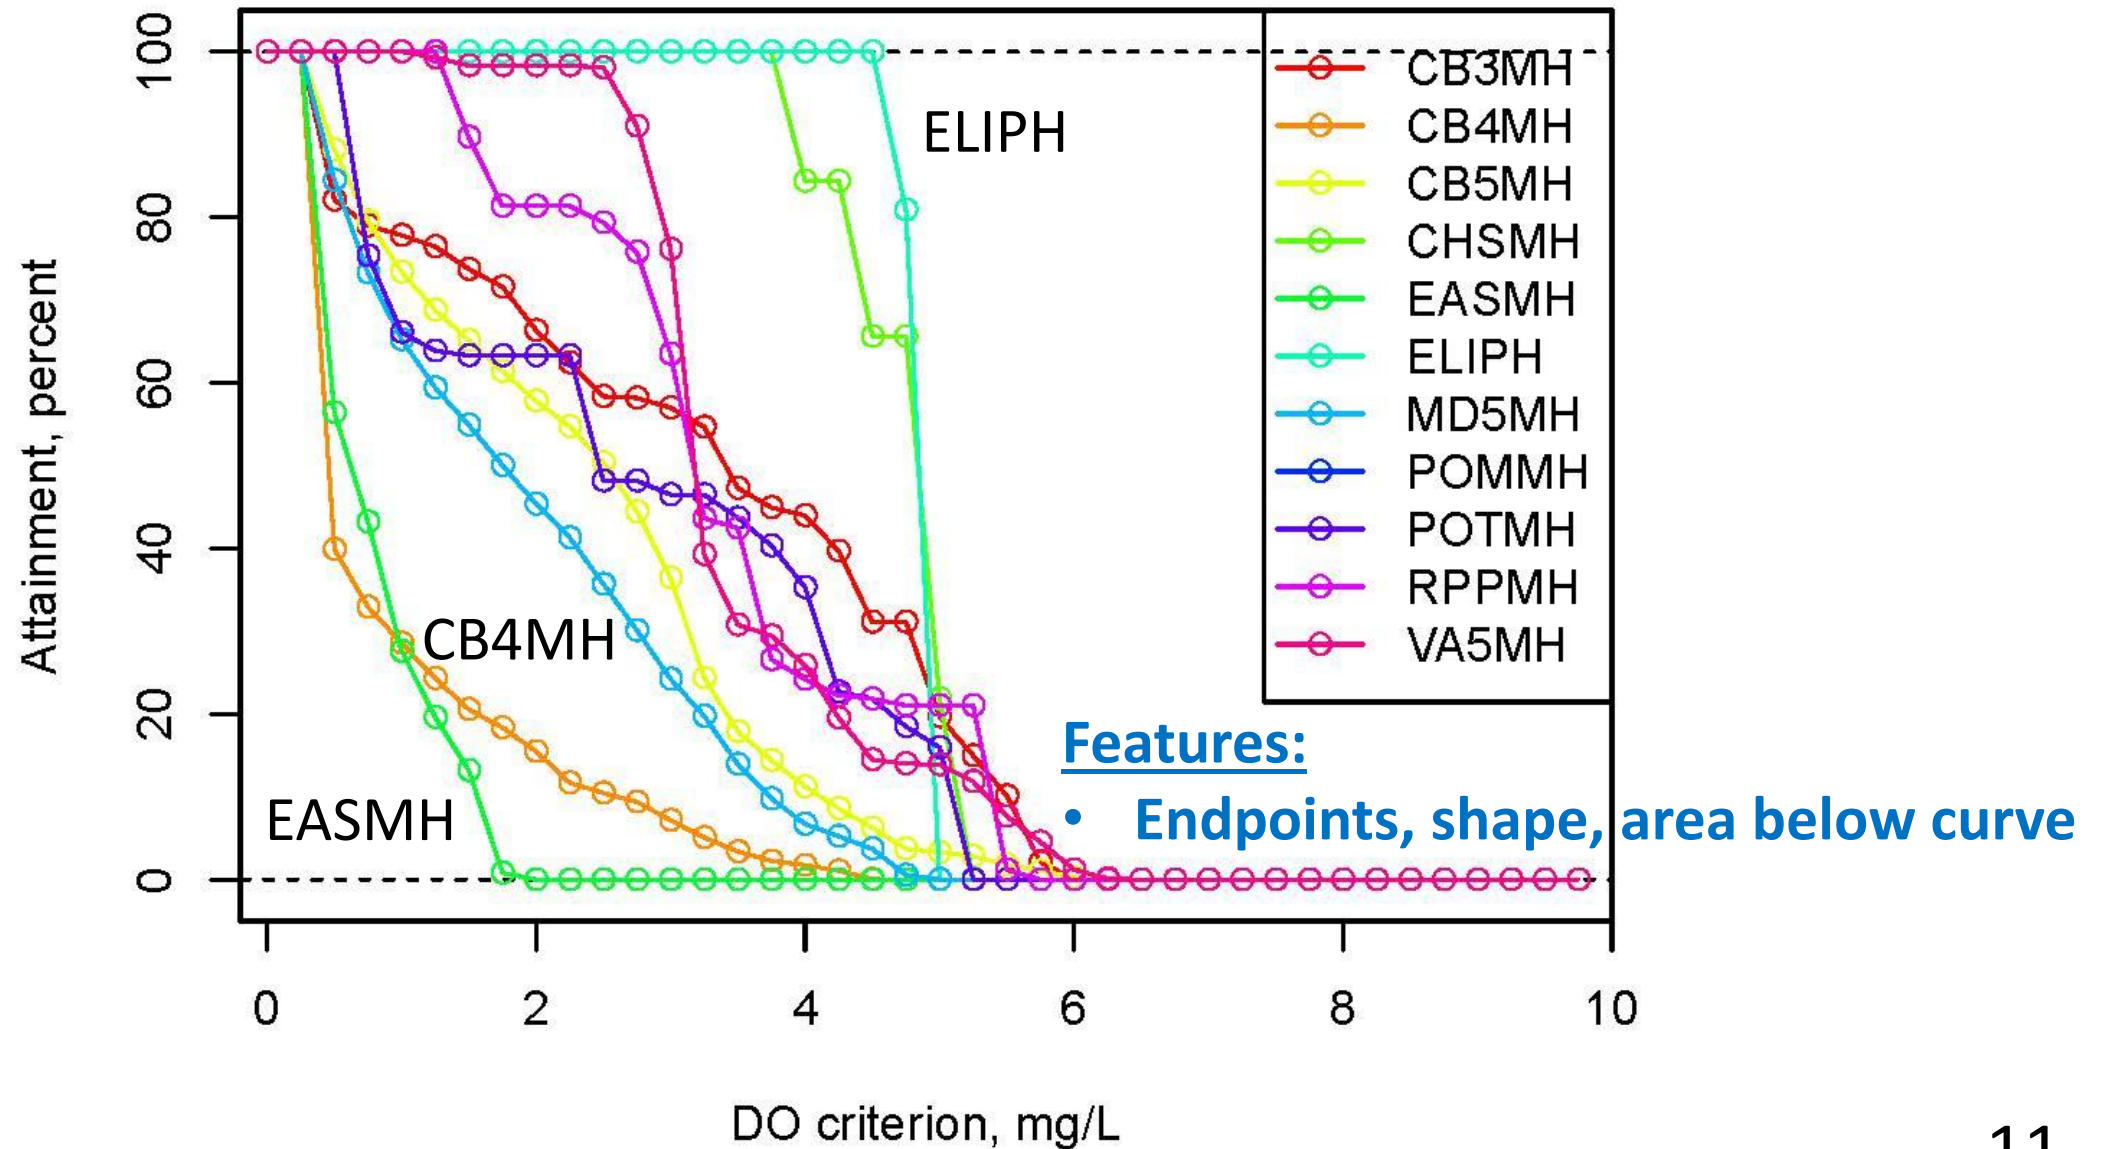 Attainment, percent
100
80
60
40
20
0
0 2 4 6 8 10
DO criterion, mg/L
ELIPH
CB4MH
EASMH
CB3MH
CB4MH
CB5MH
CHSMH
EASMH
ELIPH
MD5MH
POMMH
POTMH
RPPMH
VA5MH
Features:
• Endpoints, shape, area below curve
11